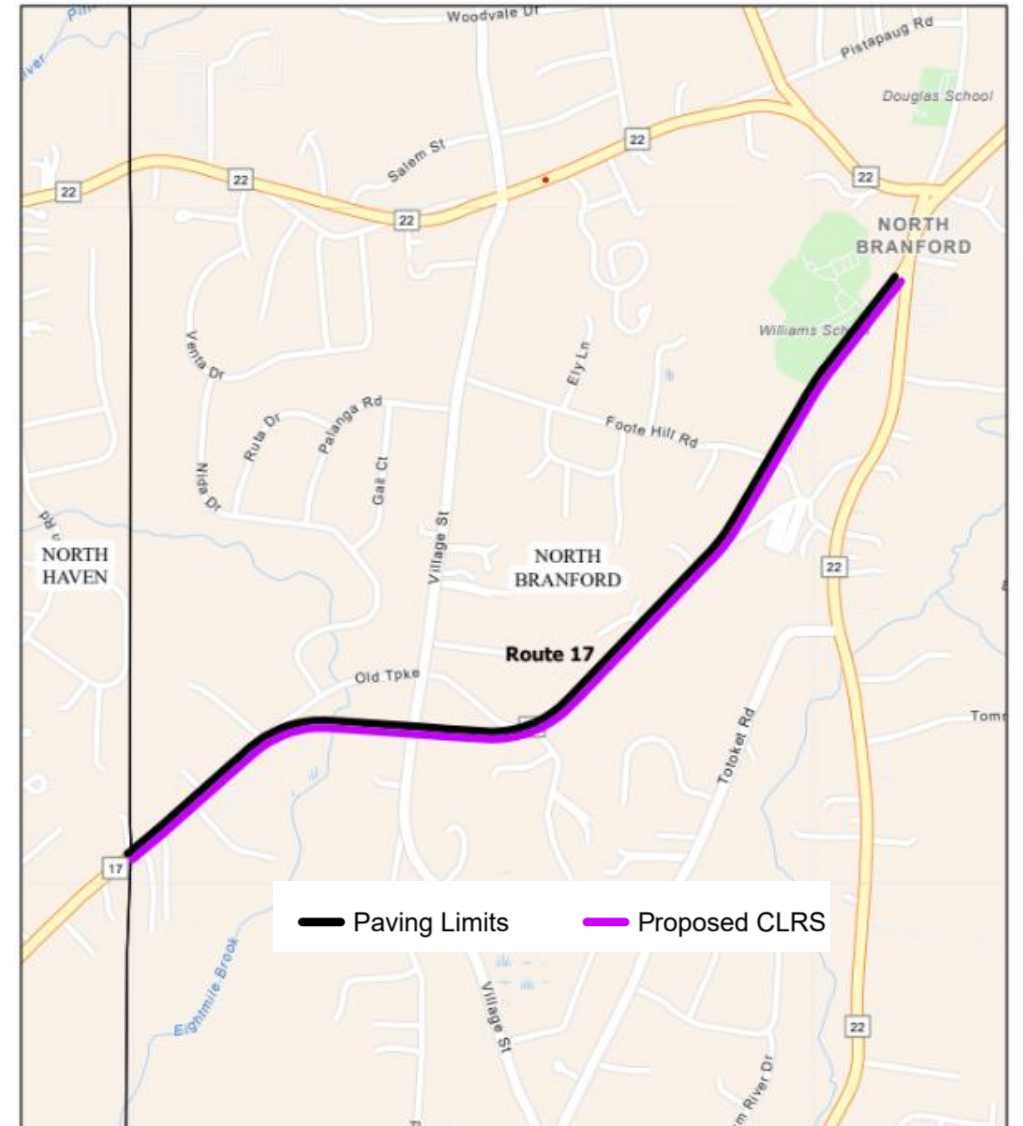 Woodvale Dr
Pistapaug Rd
Douglas School
22
22
Salem St
22
22
22
NORTH
BRANFORD
Williams
Venta Dr
Ely Ln
Ruta Dr
Palanga Rd
Foote Hill Rd
Nida Dr
Gail Ct
Village St
NORTH
HAVEN
NORTH
BRANFORD
22
Route 17
Old Tpke
Totoket Rd
17
Paving Limits
Proposed CLRS
Eightmile Brook
Village St
22
River Dr